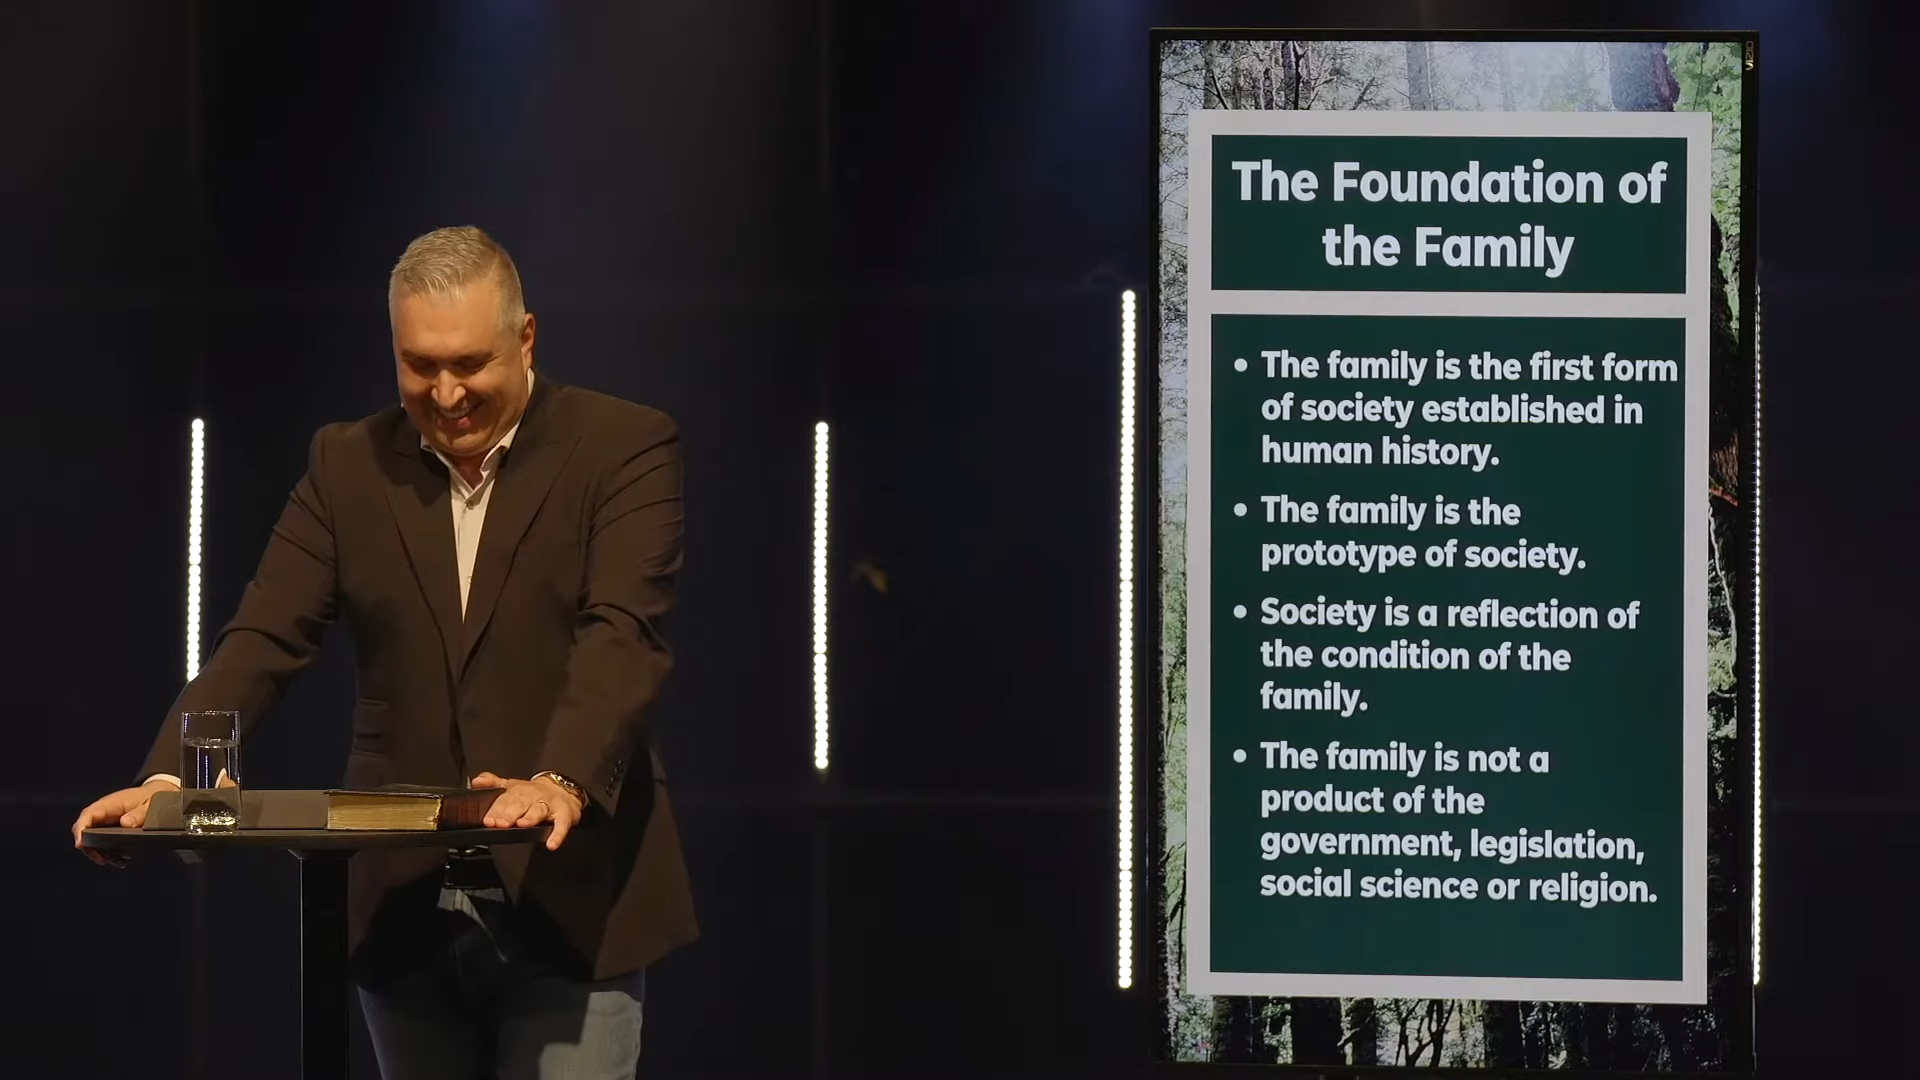 VIZIO
The Foundation of
the Family
• The family is the first form
of society established in
human history.
• The family is the
prototype of society.
• Society is a reflection of
the condition of the
family.
• The family is not a
product of the
government, legislation,
social science or religion.